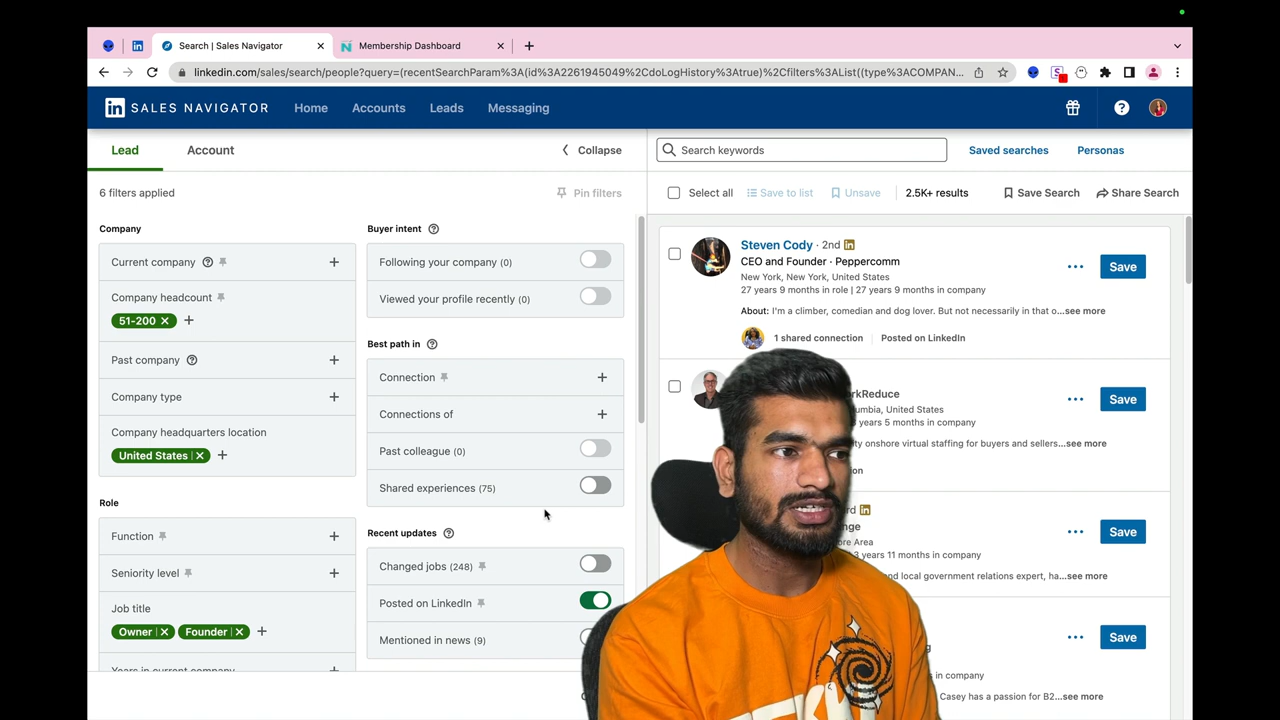 Search | Sales Navigator
Membership Dashboard
linkedin.com/sales/search/people?query=(recentSearchParam%3A(id%3A2261945049%2CdoLogHistory%3Atrue)%2Cfilters%3AList((type%3ACOMPAN...
in SALES NAVIGATOR
Home
Accounts
Leads
Messaging
Lead
Account
Collapse
6 filters applied
Pin filters
Company
Current company
Company headcount
51-200
Past company
Company type
Company headquarters location
United States
Role
Function
Seniority level
Job title
Owner
Founder
Years in current company
Buyer intent
Following your company (0)
Viewed your profile recently (0)
Best path in
Connection
Connections of
Past colleague (0)
Shared experiences (75)
Recent updates
Changed jobs (248)
Posted on LinkedIn
Mentioned in news (9)
Search keywords
Saved searches
Personas
Select all
Save to list
Unsave
2.5K+ results
Save Search
Share Search
Steven Cody · 2nd
CEO and Founder · Peppercomm
New York, New York, United States
27 years 9 months in role | 27 years 9 months in company
About: I'm a climber, comedian and dog lover. But not necessarily in that o...see more
1 shared connection
Posted on LinkedIn
Save
United States
years 5 months in company
onshore virtual staffing for buyers and sellers...see more
Save
Area
3 years 11 months in company
and local government relations expert, ha...see more
Save
in company
Casey has a passion for B2...see more
Save